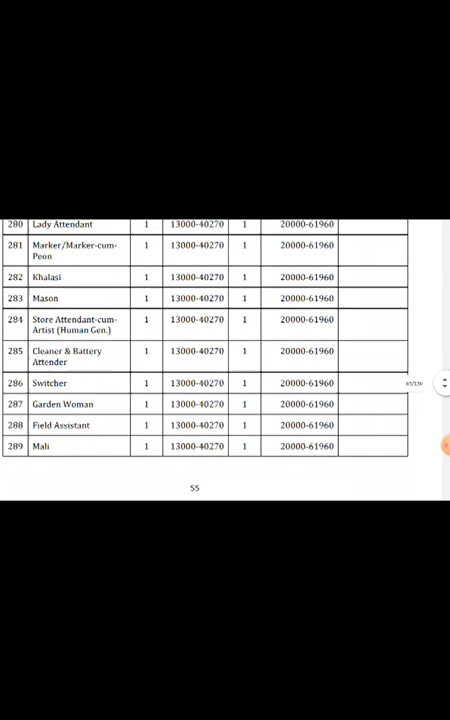 280 Lady Attendant 1 13000-40270 1 20000-61960
281 Marker/Marker-cum- 1 13000-40270 1 20000-61960
Peon
282 Khalasi 1 13000-40270 1 20000-61960
283 Mason 1 13000-40270 1 20000-61960
284 Store Attendant-cum- 1 13000-40270 1 20000-61960
Artist (Human Gen.)
285 Cleaner & Battery 1 13000-40270 1 20000-61960
Attender
286 Switcher 1 13000-40270 1 20000-61960
287 Garden Woman 1 13000-40270 1 20000-61960
288 Field Assistant 1 13000-40270 1 20000-61960
289 Mali 1 13000-40270 1 20000-61960
55